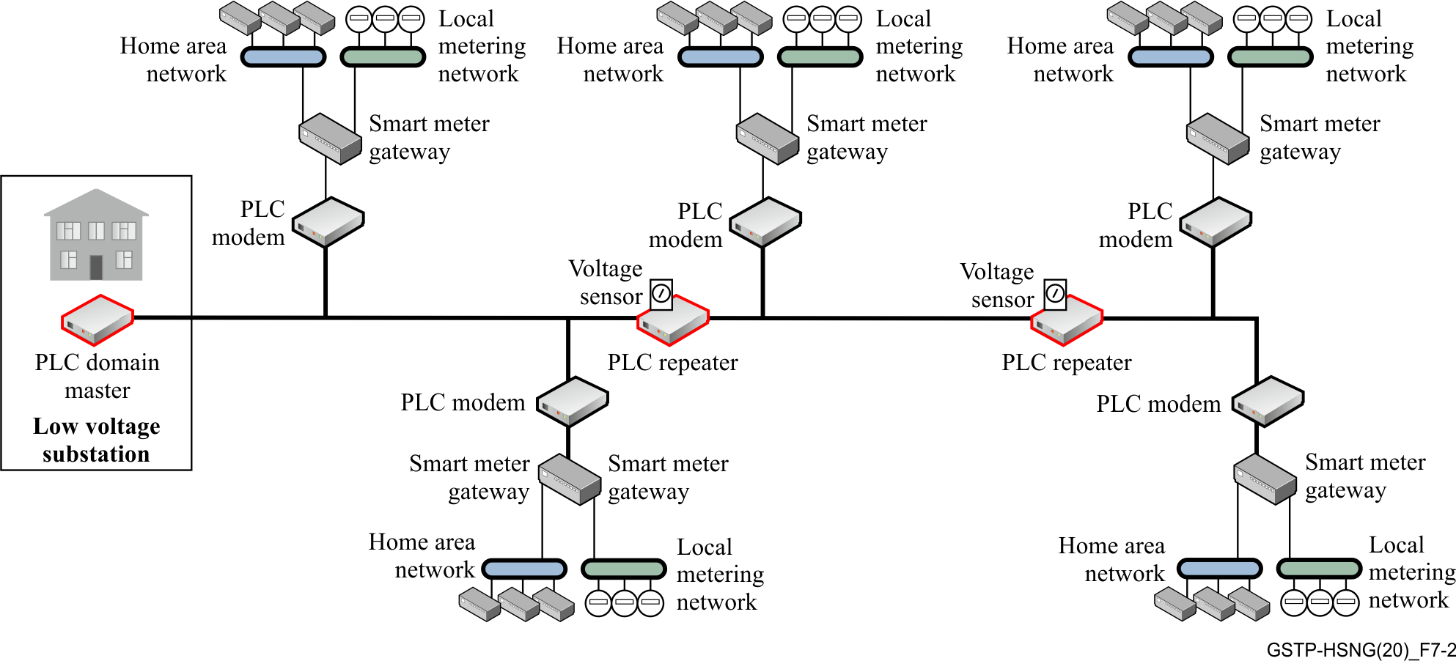 Home area
network
Local
metering
network
Home area
network
Local
metering
network
Home area
network
Local
metering
network
Smart meter
gateway
Smart meter
gateway
Smart meter
gateway
PLC
modem
PLC
modem
PLC
modem
Voltage
sensor
Voltage
sensor
PLC domain
master
PLC repeater
PLC repeater
Low voltage
substation
PLC modem
PLC modem
Smart meter
gateway
Smart meter
gateway
Smart meter
gateway
Home area
network
Local
metering
network
Home area
network
Local
metering
network
GSTP-HSNG(20)_F7-2